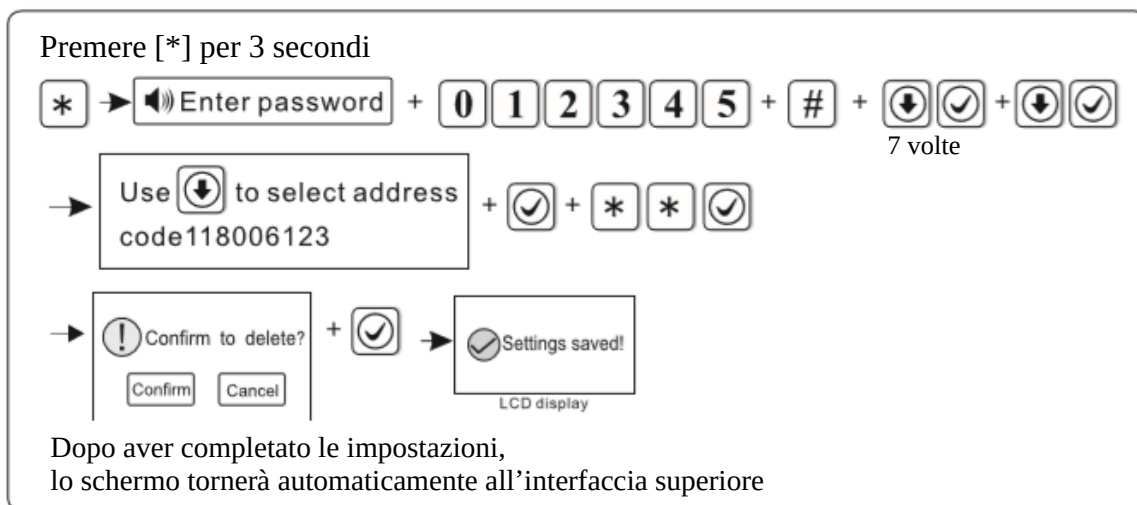 Premere [*] per 3 secondi
* Enter password + 0 1 2 3 4 5 + # + +
7 volte
Use to select address + + * *
code118006123
! Confirm to delete? + Settings saved!
Confirm Cancel
LCD display
Dopo aver completato le impostazioni,
lo schermo tornerà automaticamente all’interfaccia superiore